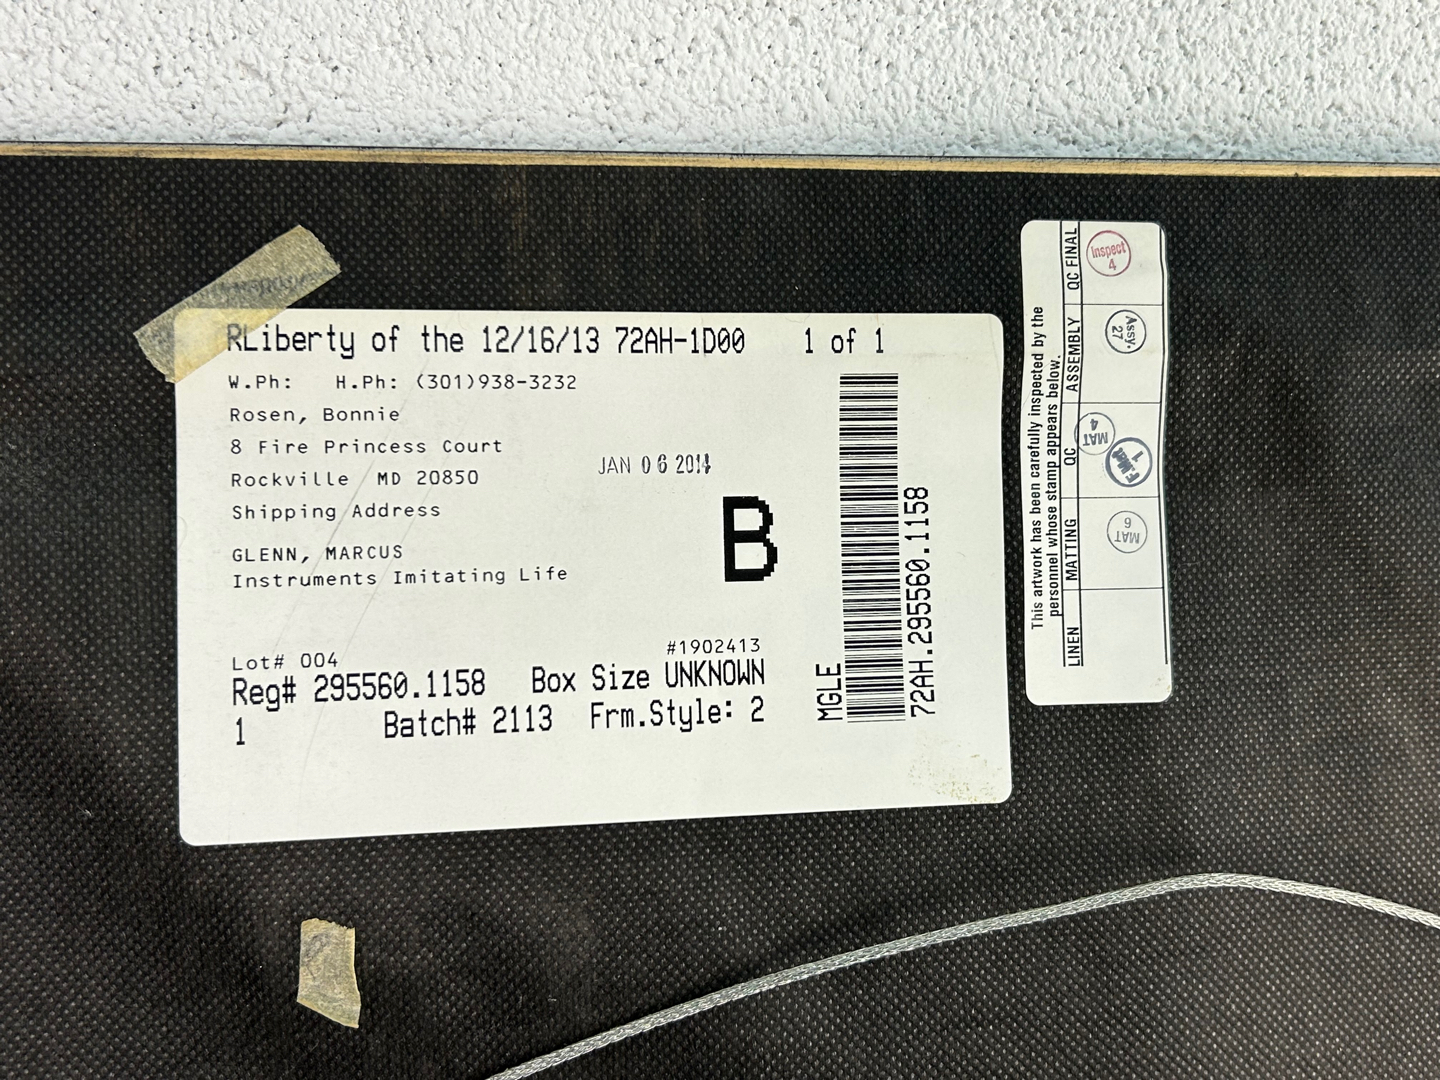 RLiberty of the 12/16/13 72AH-1D00 1 of 1
W.Ph: H.Ph: (301)938-3232
Rosen, Bonnie
8 Fire Princess Court
Rockville MD 20850
Shipping Address
JAN 06 2014
B
GLENN, MARCUS
Instruments Imitating Life
#1902413
Lot# 004
Reg# 295560.1158 Box Size UNKNOWN
1 Batch# 2113 Frm.Style: 2
MGLE
72AH.295560.1158
This artwork has been carefully inspected by the
personnel whose stamp appears below.
LINEN MATTING QC ASSEMBLY QC FINAL
MAT 6
MAT 4
1
Assy. 27
Inspect 4